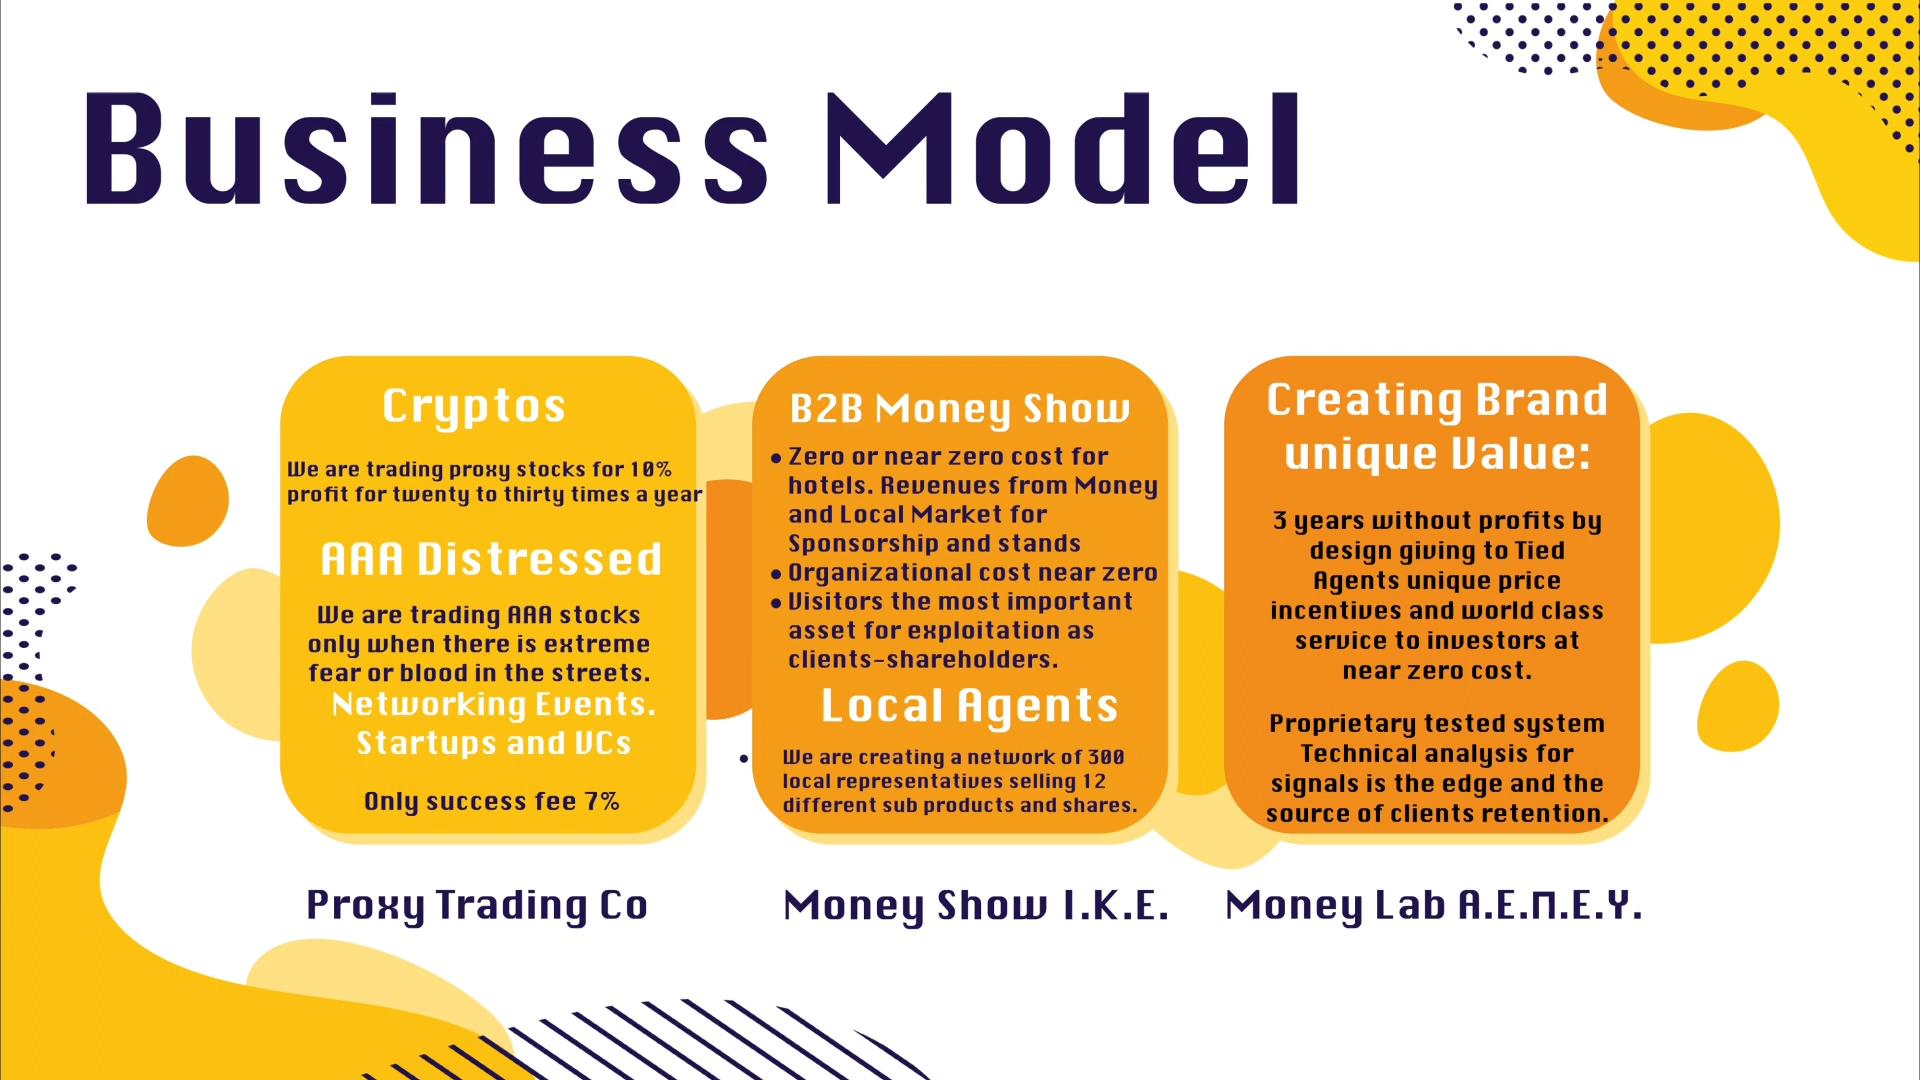 Business Model
Cryptos
We are trading proxy stocks for 10%
profit for twenty to thirty times a year
AAA Distressed
We are trading AAA stocks
only when there is extreme
fear or blood in the streets.
Networking Events.
Startups and VCs
Only success fee 7%
Proxy Trading Co
B2B Money Show
• Zero or near zero cost for
hotels. Revenues from Money
and Local Market for
Sponsorship and stands
• Organizational cost near zero
• Visitors the most important
asset for exploitation as
clients-shareholders.
Local Agents
• We are creating a network of 300
local representatives selling 12
different sub products and shares.
Money Show I.K.E.
Creating Brand
unique Value:
3 years without profits by
design giving to Tied
Agents unique price
incentives and world class
service to investors at
near zero cost.
Proprietary tested system
Technical analysis for
signals is the edge and the
source of clients retention.
Money Lab Α.Ε.Π.Ε.Υ.